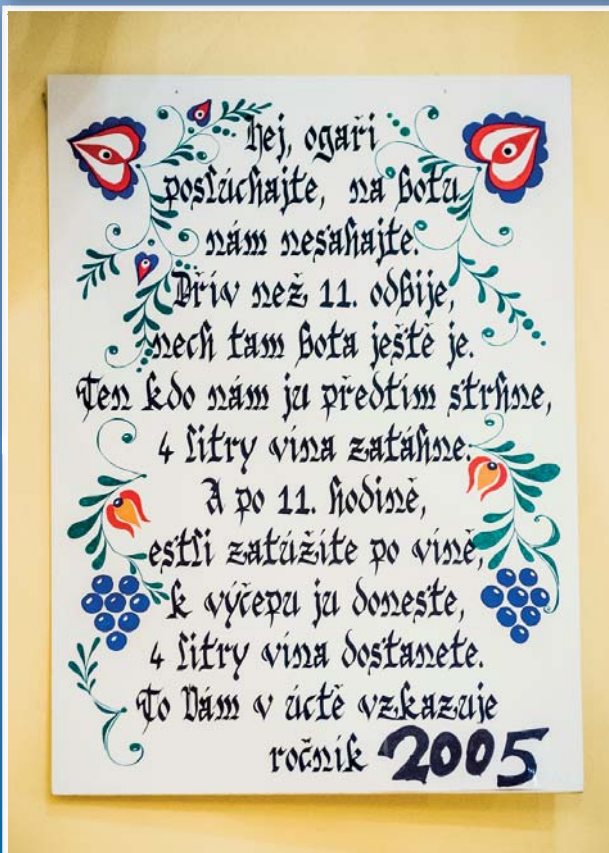 Hej, ogaři
poslúchajte, na botu
nám nesahajte.
Dřív než 11. odbije,
nech tam bota ještě je.
Ten kdo nám ju předtím strhne,
4 litry vína zatáhne.
A po 11. hodině,
estli zatúžíte po víně,
k výčepu ju doneste,
4 litry vína dostanete.
To Vám v úctě vzkazuje
ročník 2005